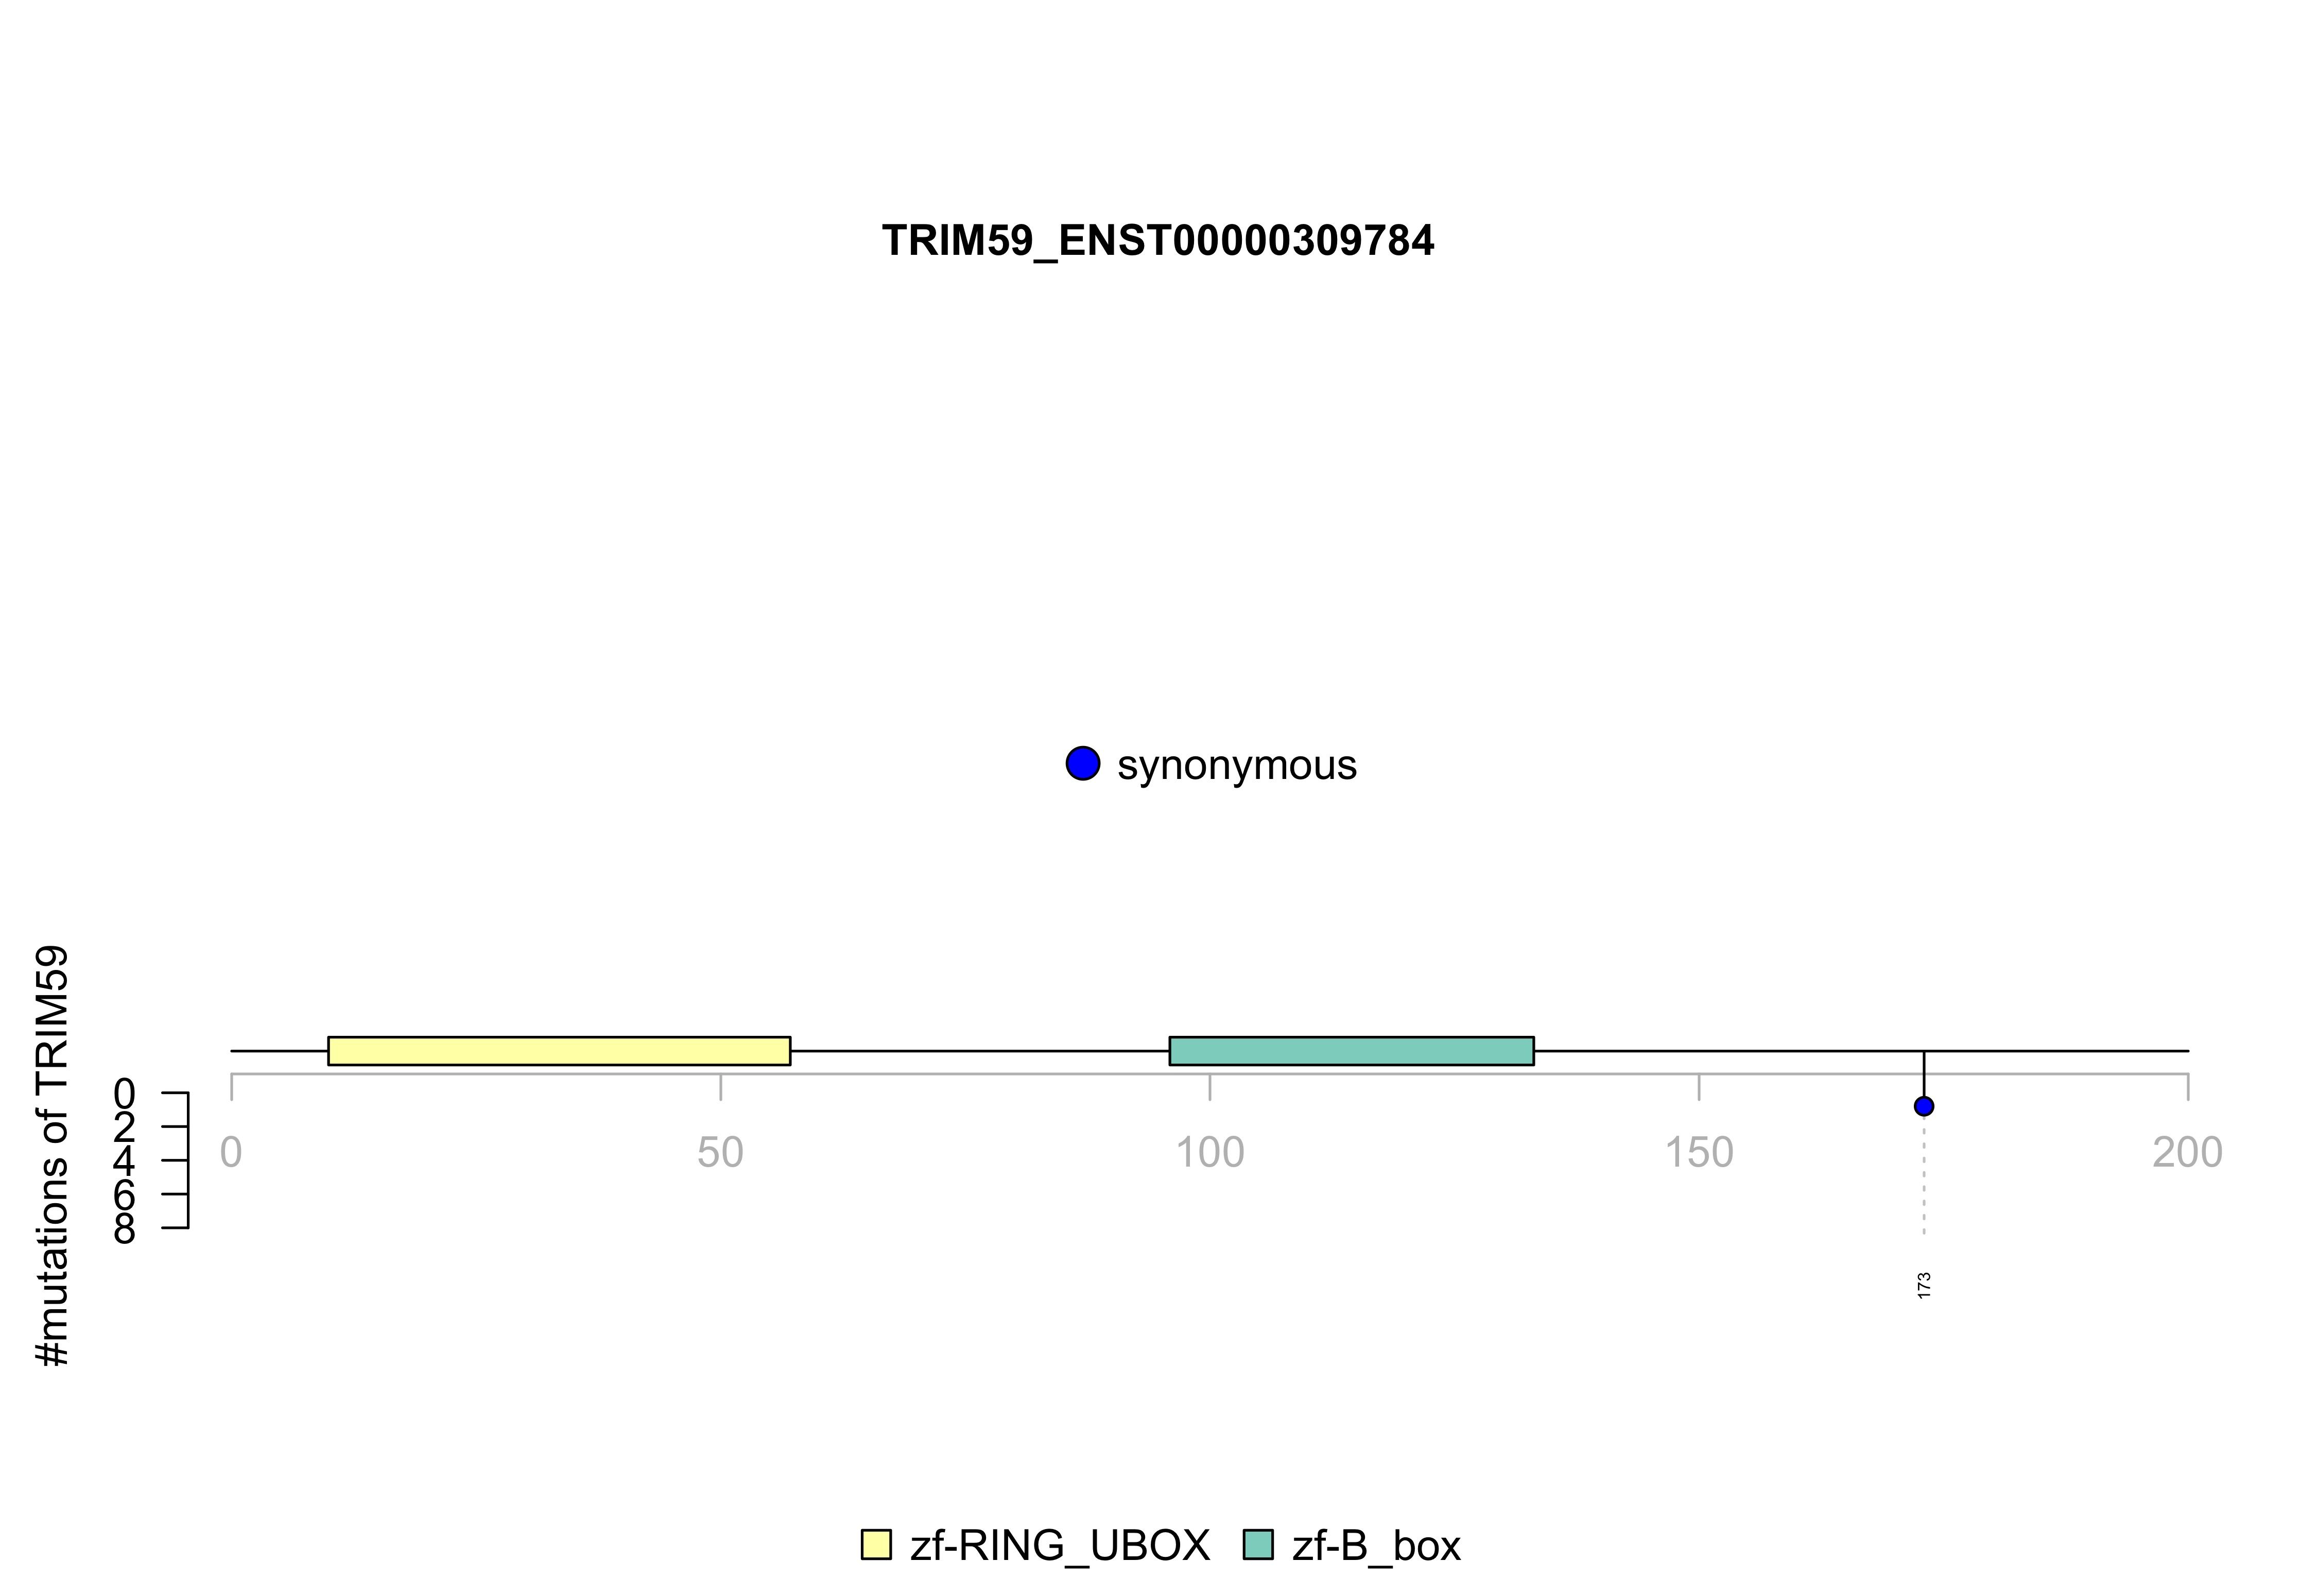 TRIM59_ENST00000309784
synonymous
#mutations of TRIM59
0
2
4
6
8
0 50 100 150 200
173
zf-RING_UBOX zf-B_box